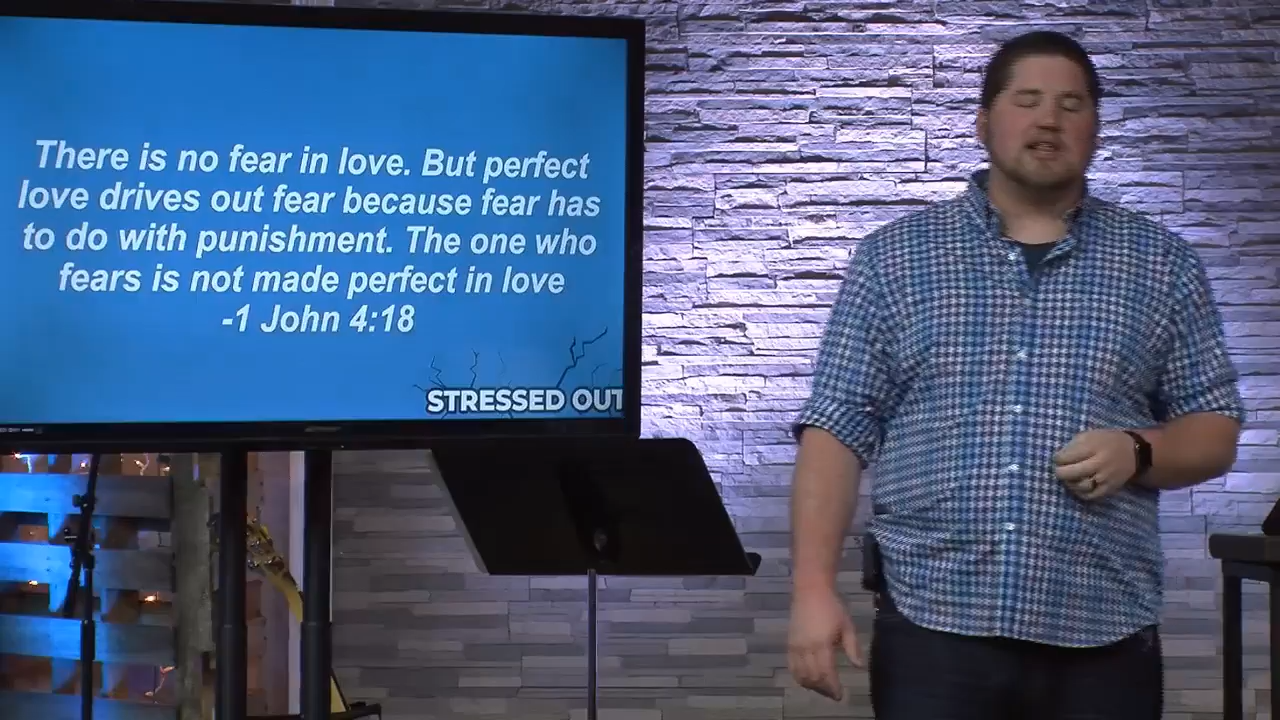 There is no fear in love. But perfect
love drives out fear because fear has
to do with punishment. The one who
fears is not made perfect in love
-1 John 4:18
STRESSED OUT